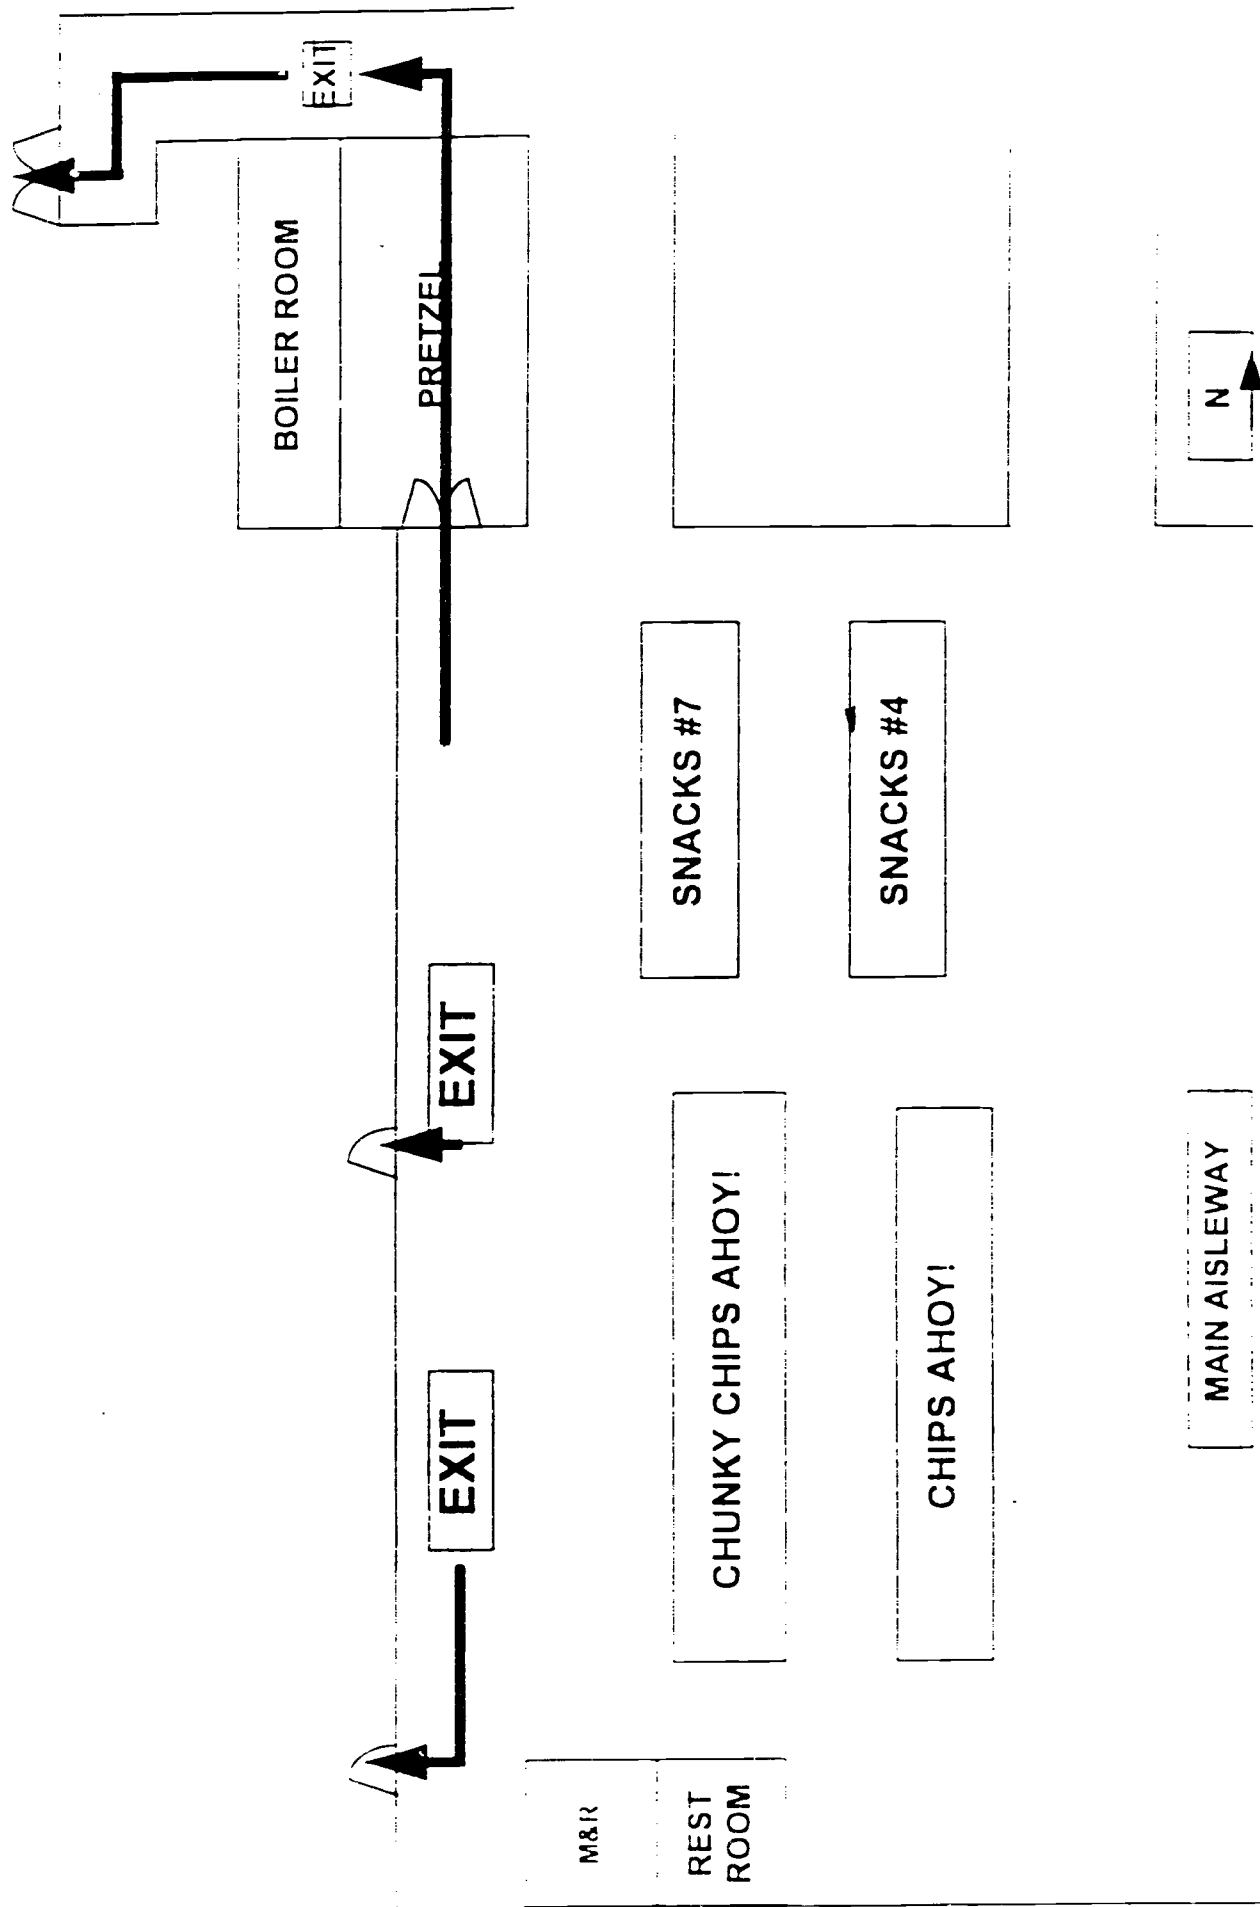 EXIT
BOILER ROOM
PRETZEL
N
SNACKS #7
SNACKS #4
EXIT
EXIT
CHUNKY CHIPS AHOY!
CHIPS AHOY!
MAIN AISLEWAY
M&R
REST
ROOM